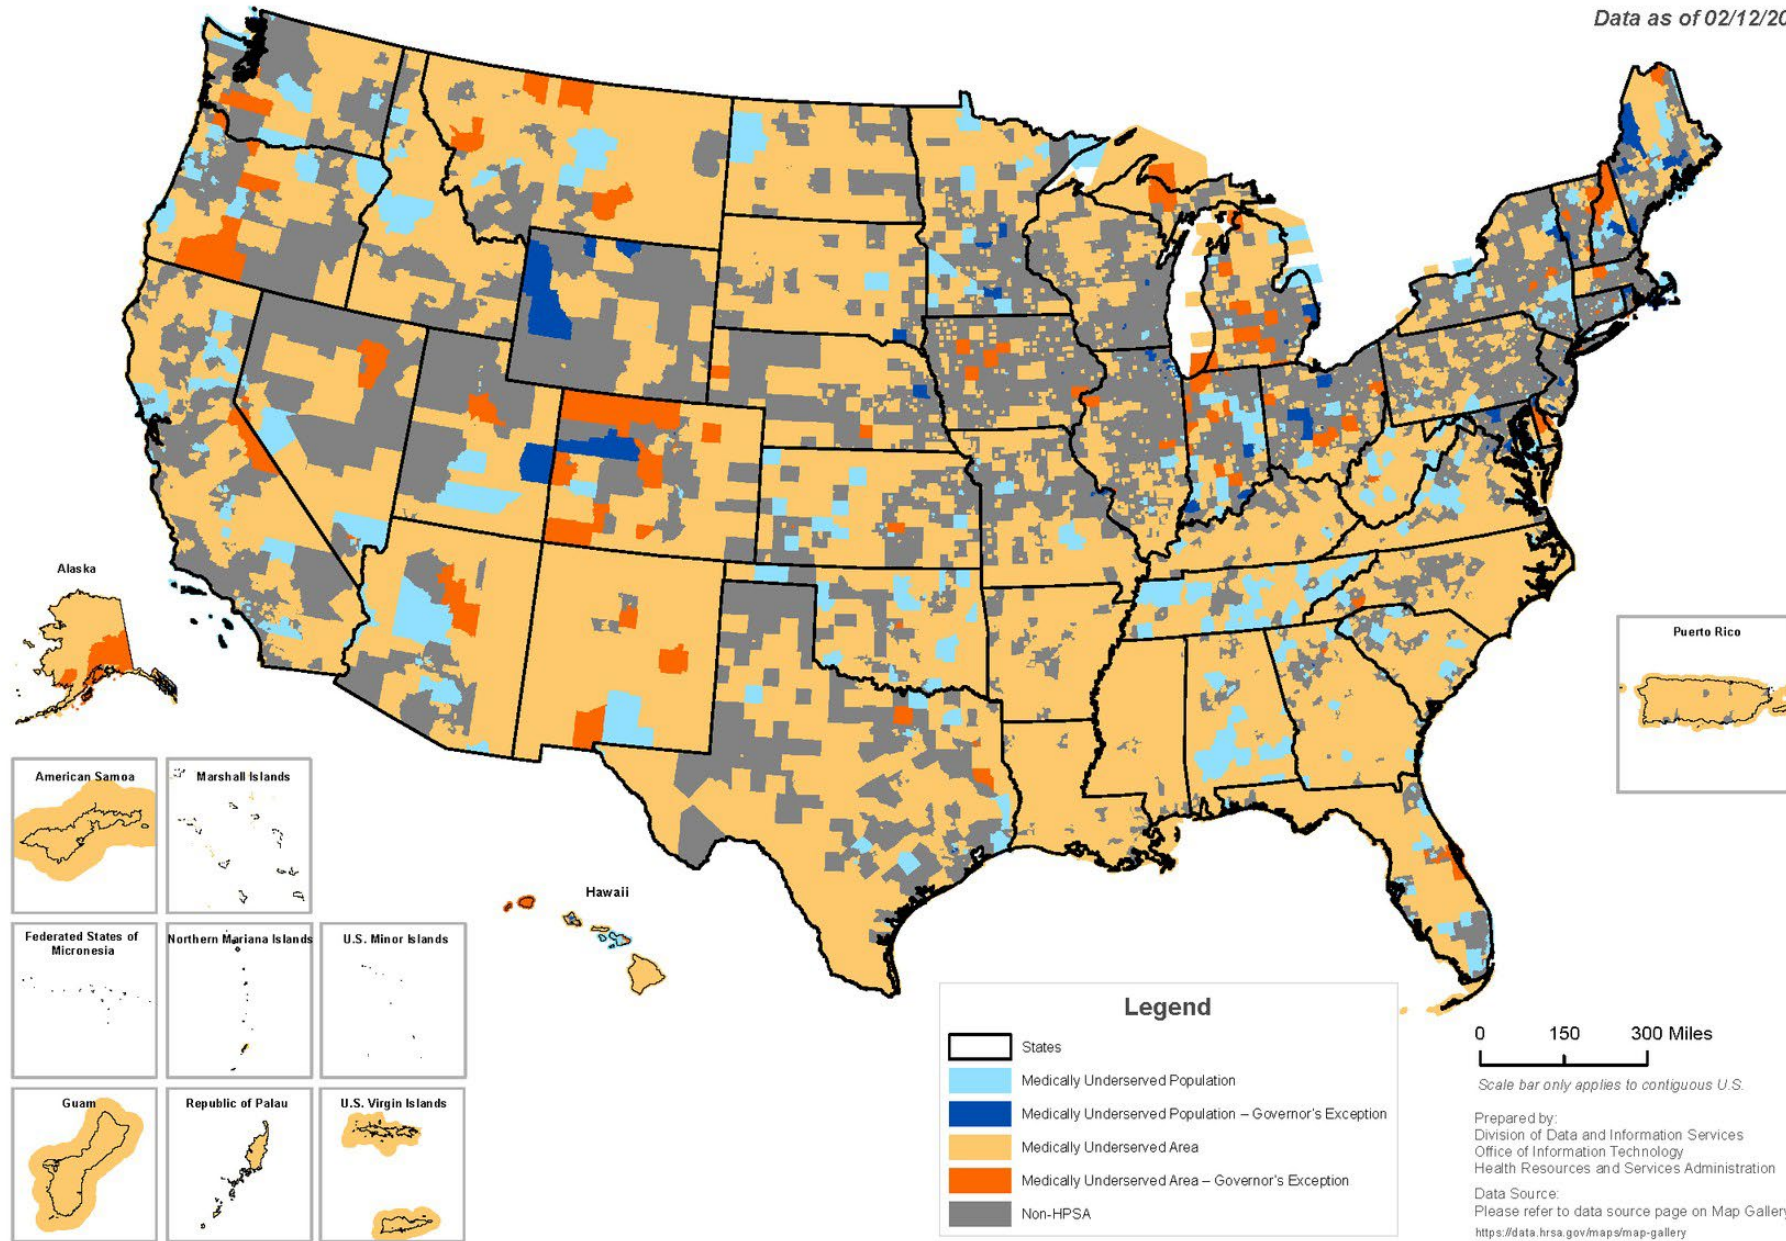 Data as of 02/12/20
Alaska
Puerto Rico
American Samoa
Marshall Islands
Hawaii
Federated States of
Micronesia
Northern Mariana Islands
U.S. Minor Islands
Guam
Republic of Palau
U.S. Virgin Islands
Legend
States
Medically Underserved Population
Medically Underserved Population – Governor's Exception
Medically Underserved Area
Medically Underserved Area – Governor's Exception
Non-HPSA
0 150 300 Miles
Scale bar only applies to contiguous U.S.
Prepared by:
Division of Data and Information Services
Office of Information Technology
Health Resources and Services Administration
Data Source:
Please refer to data source page on Map Gallery
https://data.hrsa.gov/maps/map-gallery